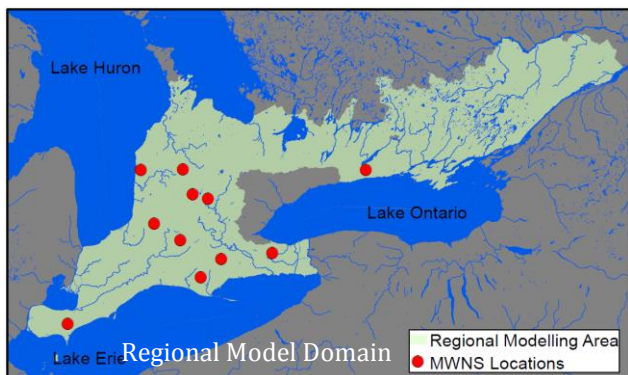 Lake Huron
Lake Ontario
Lake Erie
Regional Model Domain
Regional Modelling Area
MWNS Locations